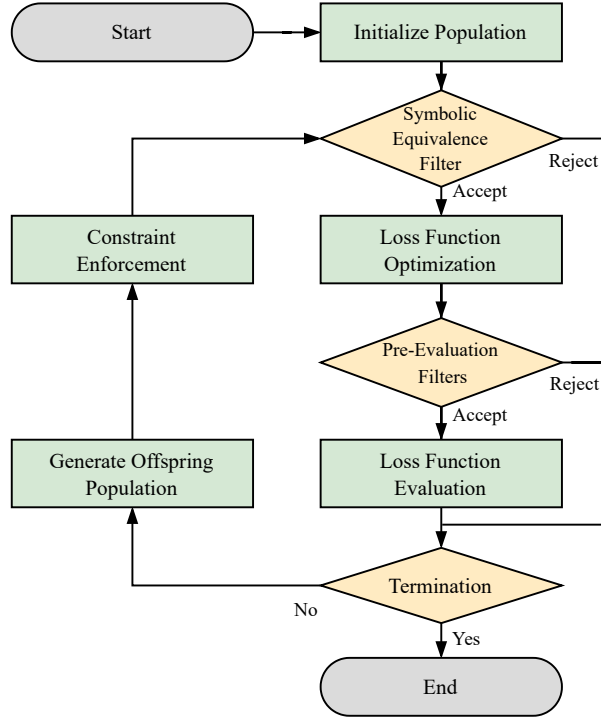 Start
Initialize Population
Symbolic
Equivalence
Filter
Reject
Accept
Constraint
Enforcement
Loss Function
Optimization
Pre-Evaluation
Filters
Reject
Accept
Generate Offspring
Population
Loss Function
Evaluation
Termination
No
Yes
End